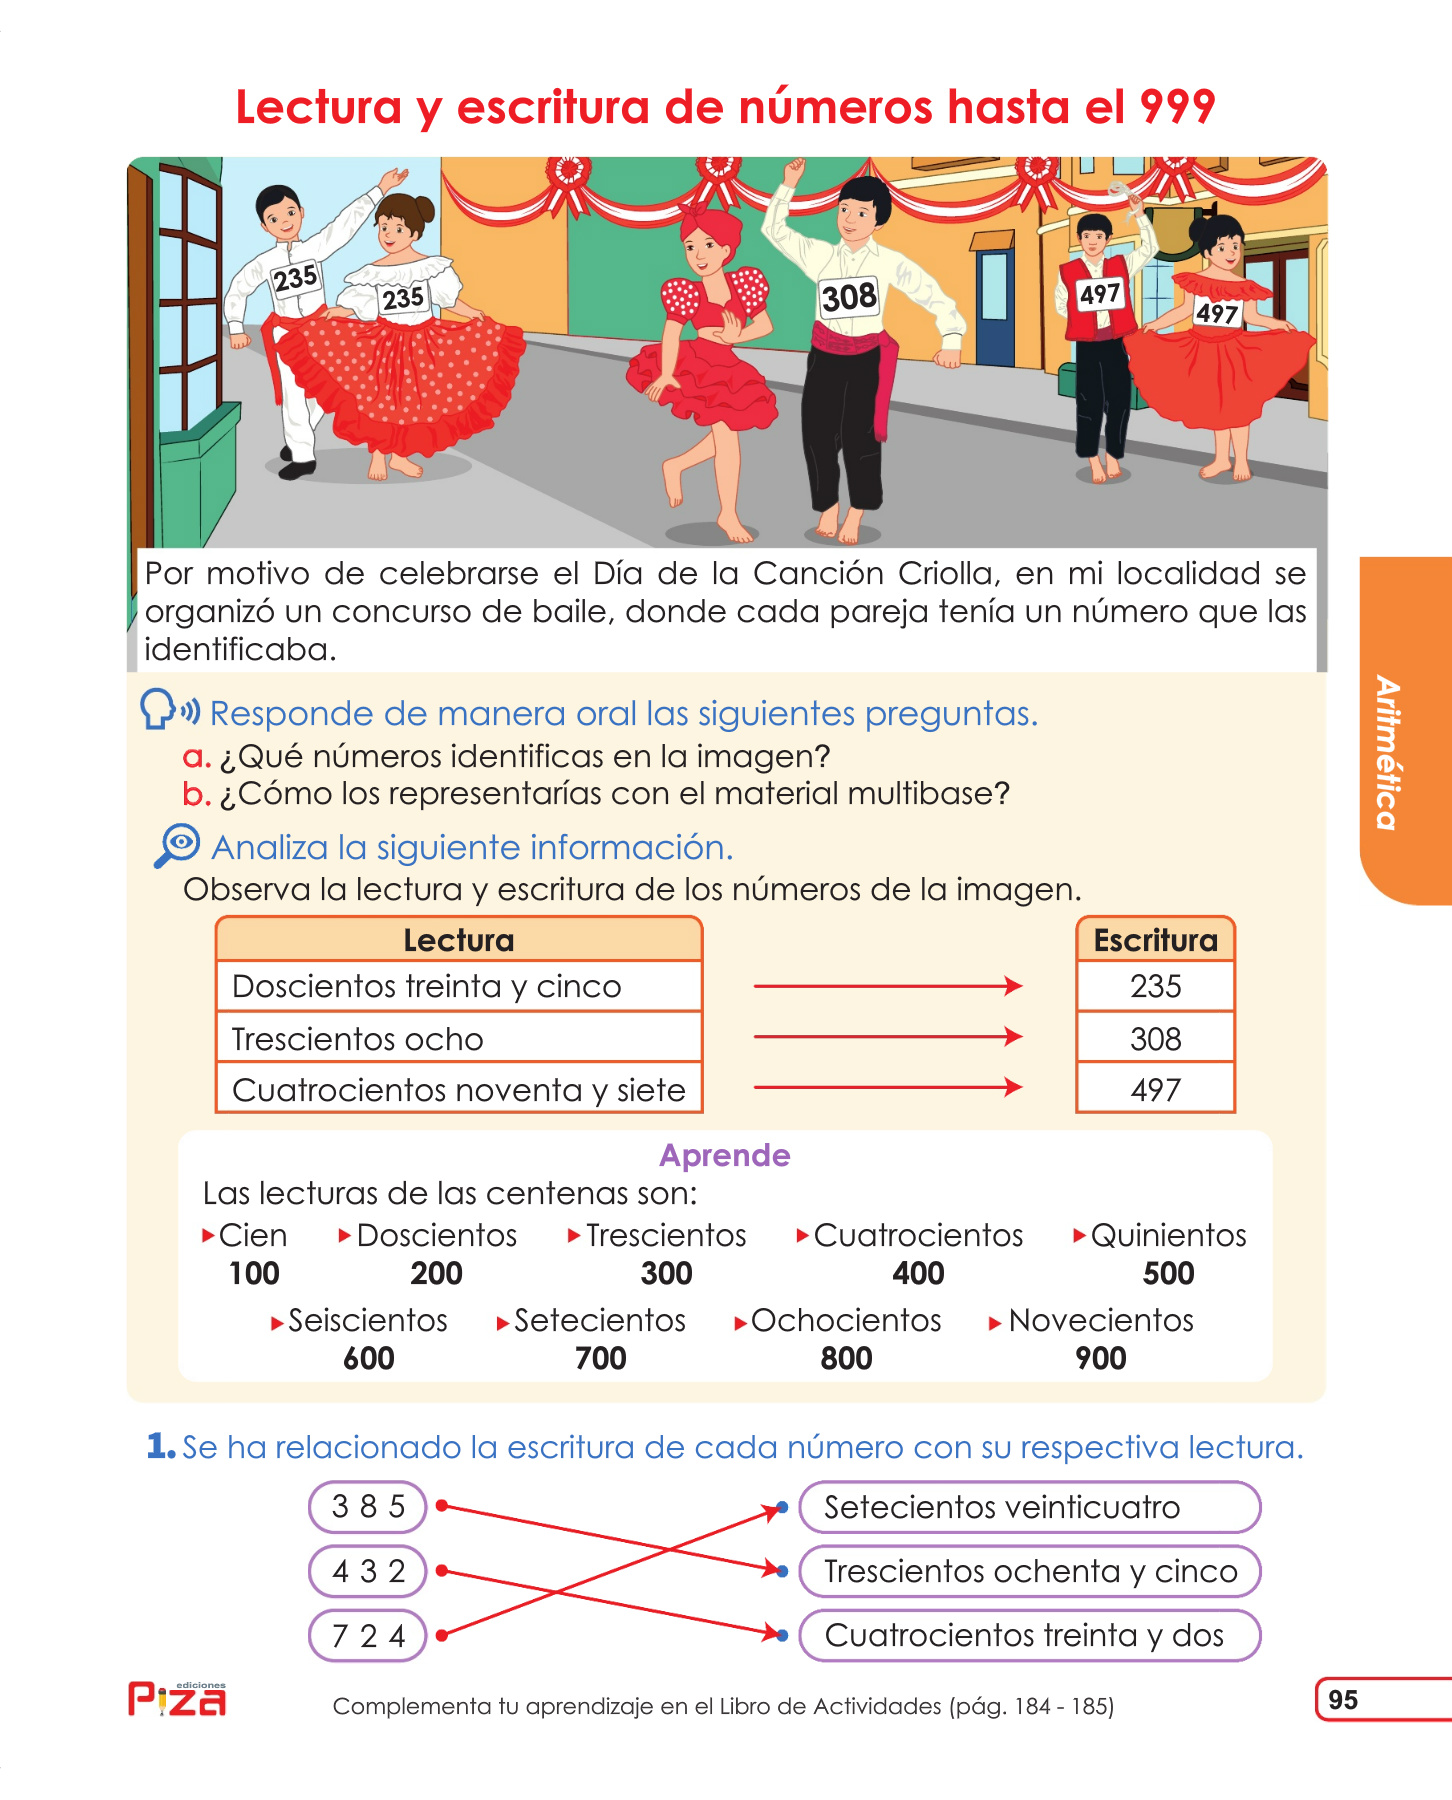 Lectura y escritura de números hasta el 999
235
235
308
497
497
Por motivo de celebrarse el Día de la Canción Criolla, en mi localidad se
organizó un concurso de baile, donde cada pareja tenía un número que las
identificaba.
Responde de manera oral las siguientes preguntas.
a. ¿Qué números identificas en la imagen?
b. ¿Cómo los representarías con el material multibase?
Analiza la siguiente información.
Observa la lectura y escritura de los números de la imagen.
Lectura Escritura
Doscientos treinta y cinco 235
Trescientos ocho 308
Cuatrocientos noventa y siete 497
Aprende
Las lecturas de las centenas son:
Cien Doscientos Trescientos Cuatrocientos Quinientos
100 200 300 400 500
Seiscientos Setecientos Ochocientos Novecientos
600 700 800 900
1. Se ha relacionado la escritura de cada número con su respectiva lectura.
3 8 5 Setecientos veinticuatro
4 3 2 Trescientos ochenta y cinco
7 2 4 Cuatrocientos treinta y dos
Aritmética
ediciones
Piza
Complementa tu aprendizaje en el Libro de Actividades (pág. 184 - 185)
95